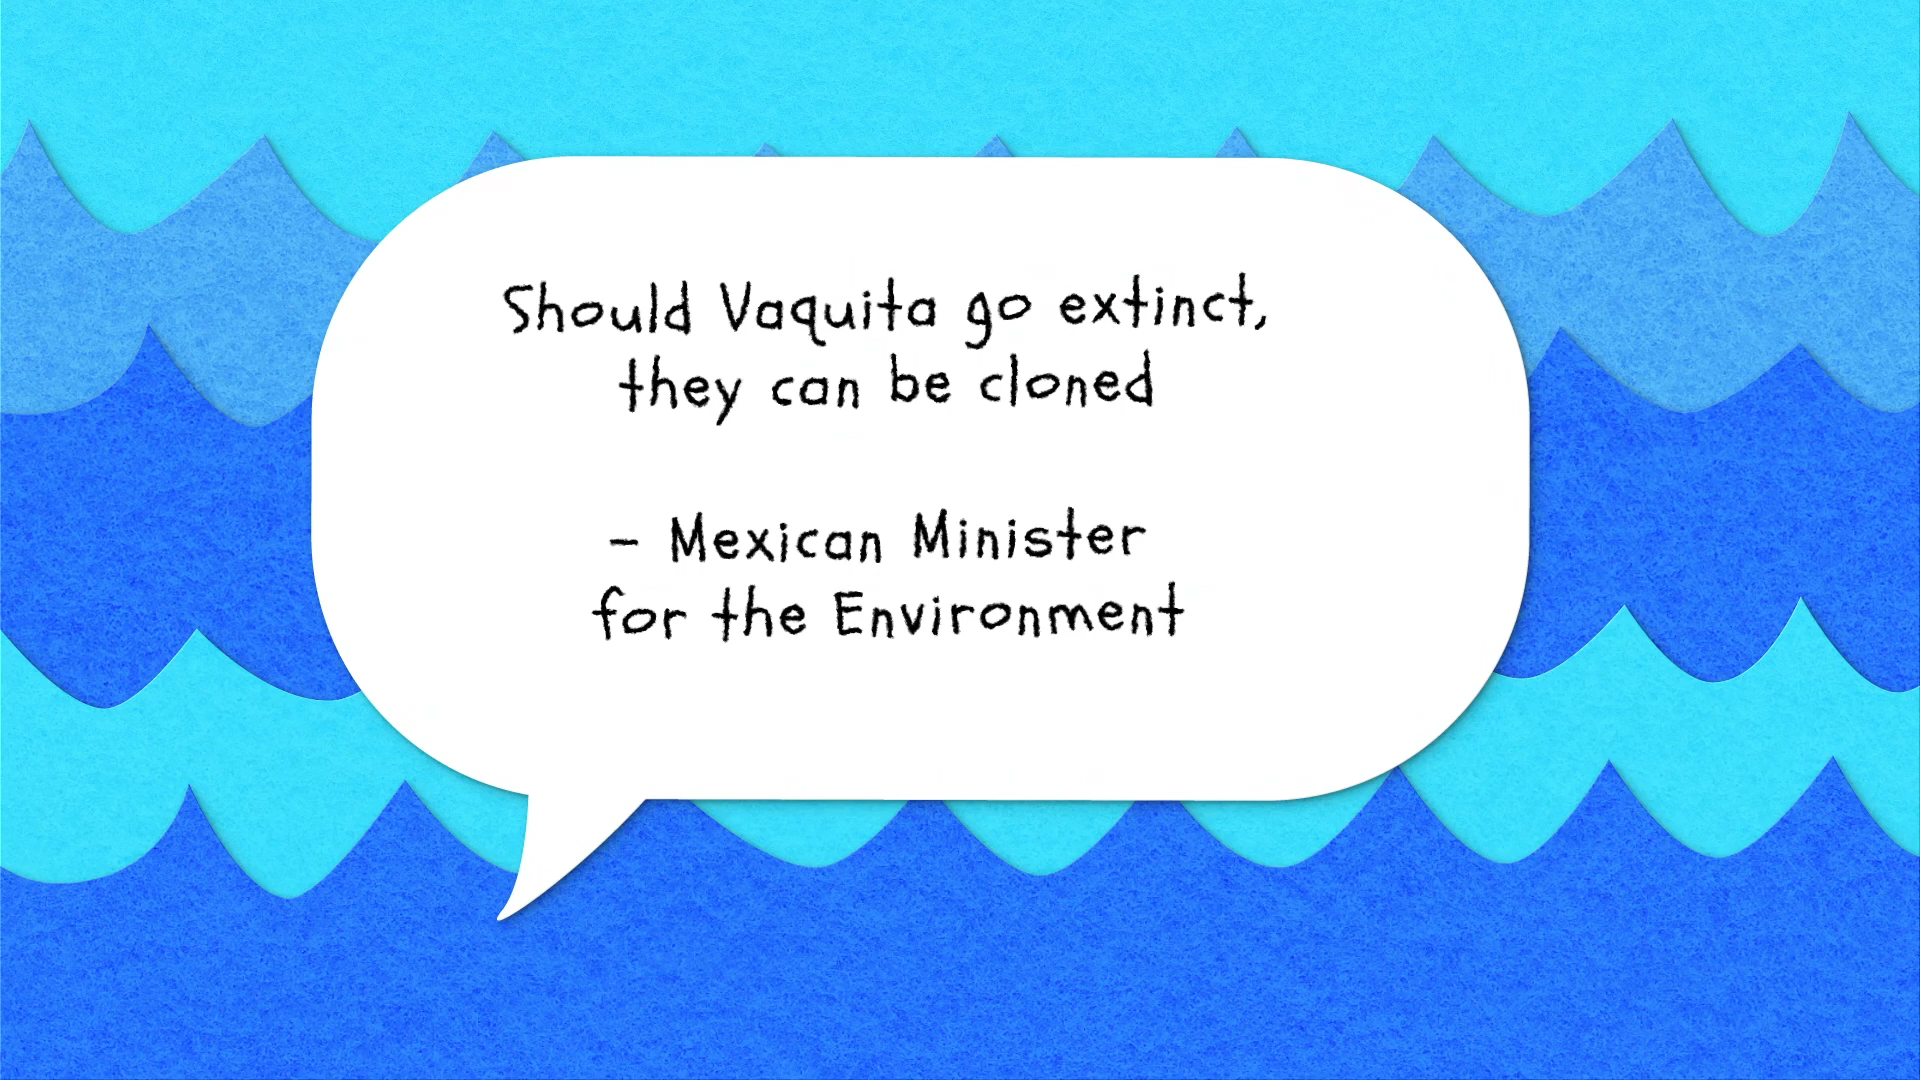 Should Vaquita go extinct,
they can be cloned
- Mexican Minister
for the Environment